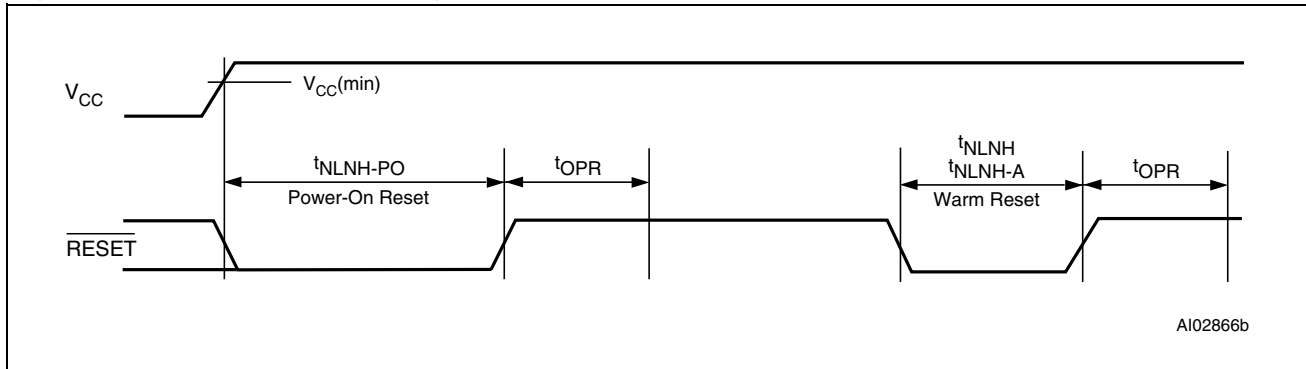 VCC
VCC(min)
tNLNH-PO
Power-On Reset
tOPR
tNLNH
tNLNH-A
Warm Reset
tOPR
RESET
AI02866b